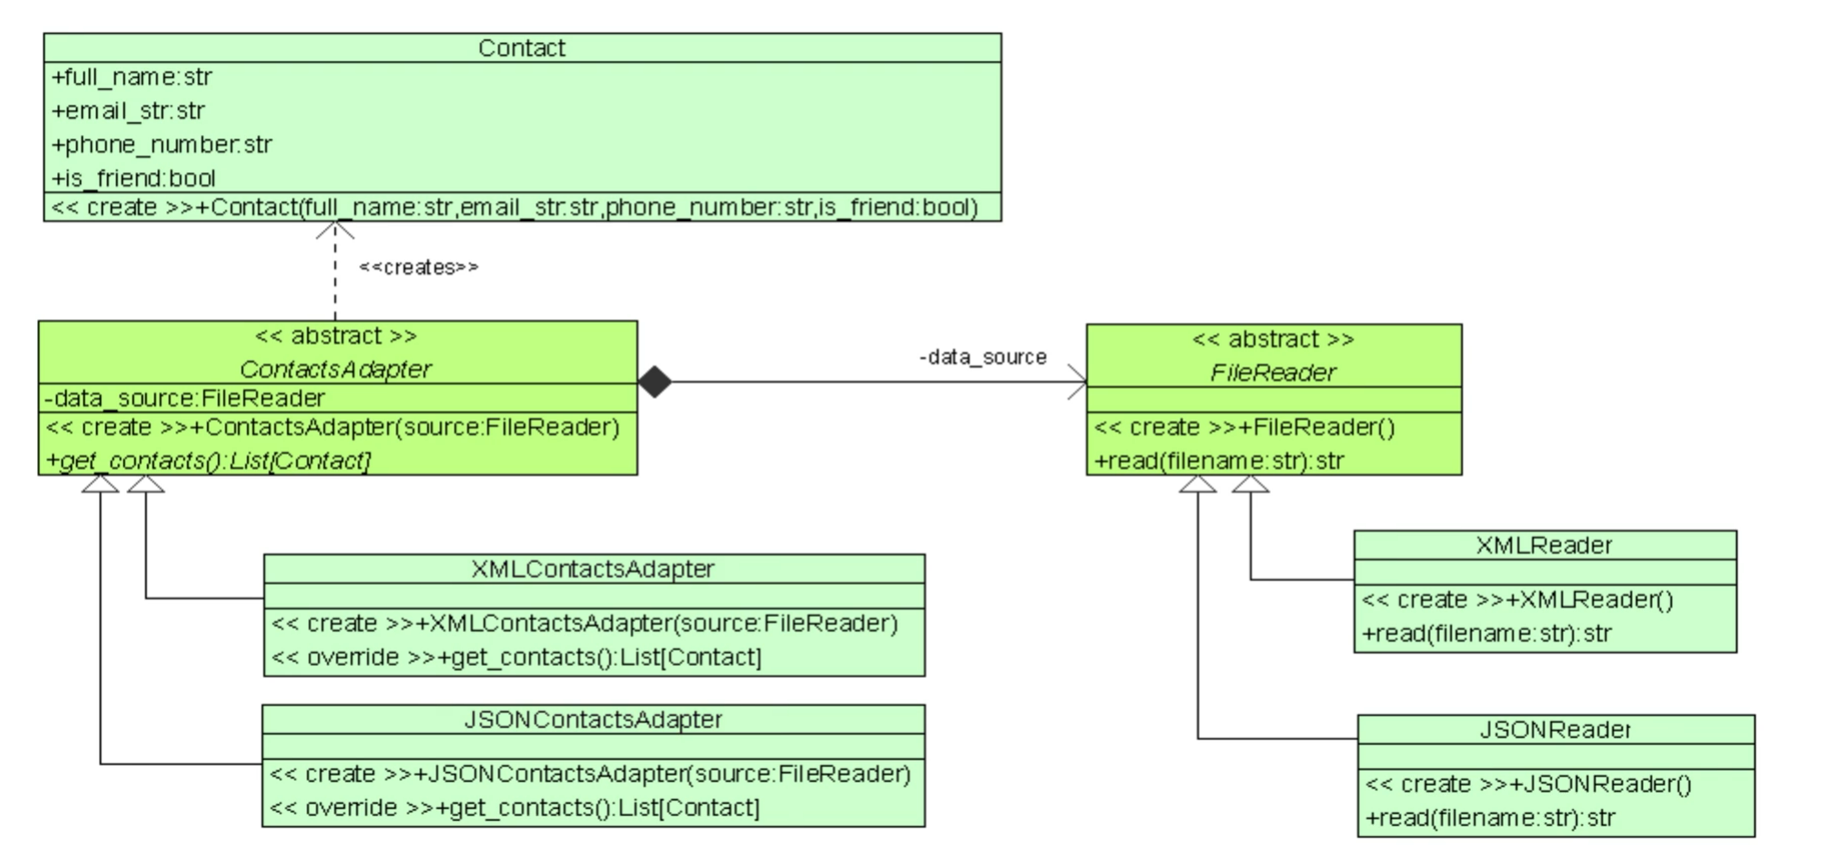 Contact
+full_name:str
+email_str:str
+phone_number:str
+is_friend:bool
<< create >>+Contact(full_name:str,email_str:str,phone_number:str,is_friend:bool)
<<creates>>
<< abstract >>
ContactsAdapter
-data_source:FileReader
<< create >>+ContactsAdapter(source:FileReader)
+get_contacts():List[Contact]
-data_source
<< abstract >>
FileReader
<< create >>+FileReader()
+read(filename:str):str
XMLContactsAdapter
<< create >>+XMLContactsAdapter(source:FileReader)
<< override >>+get_contacts():List[Contact]
XMLReader
<< create >>+XMLReader()
+read(filename:str):str
JSONContactsAdapter
<< create >>+JSONContactsAdapter(source:FileReader)
<< override >>+get_contacts():List[Contact]
JSONReader
<< create >>+JSONReader()
+read(filename:str):str